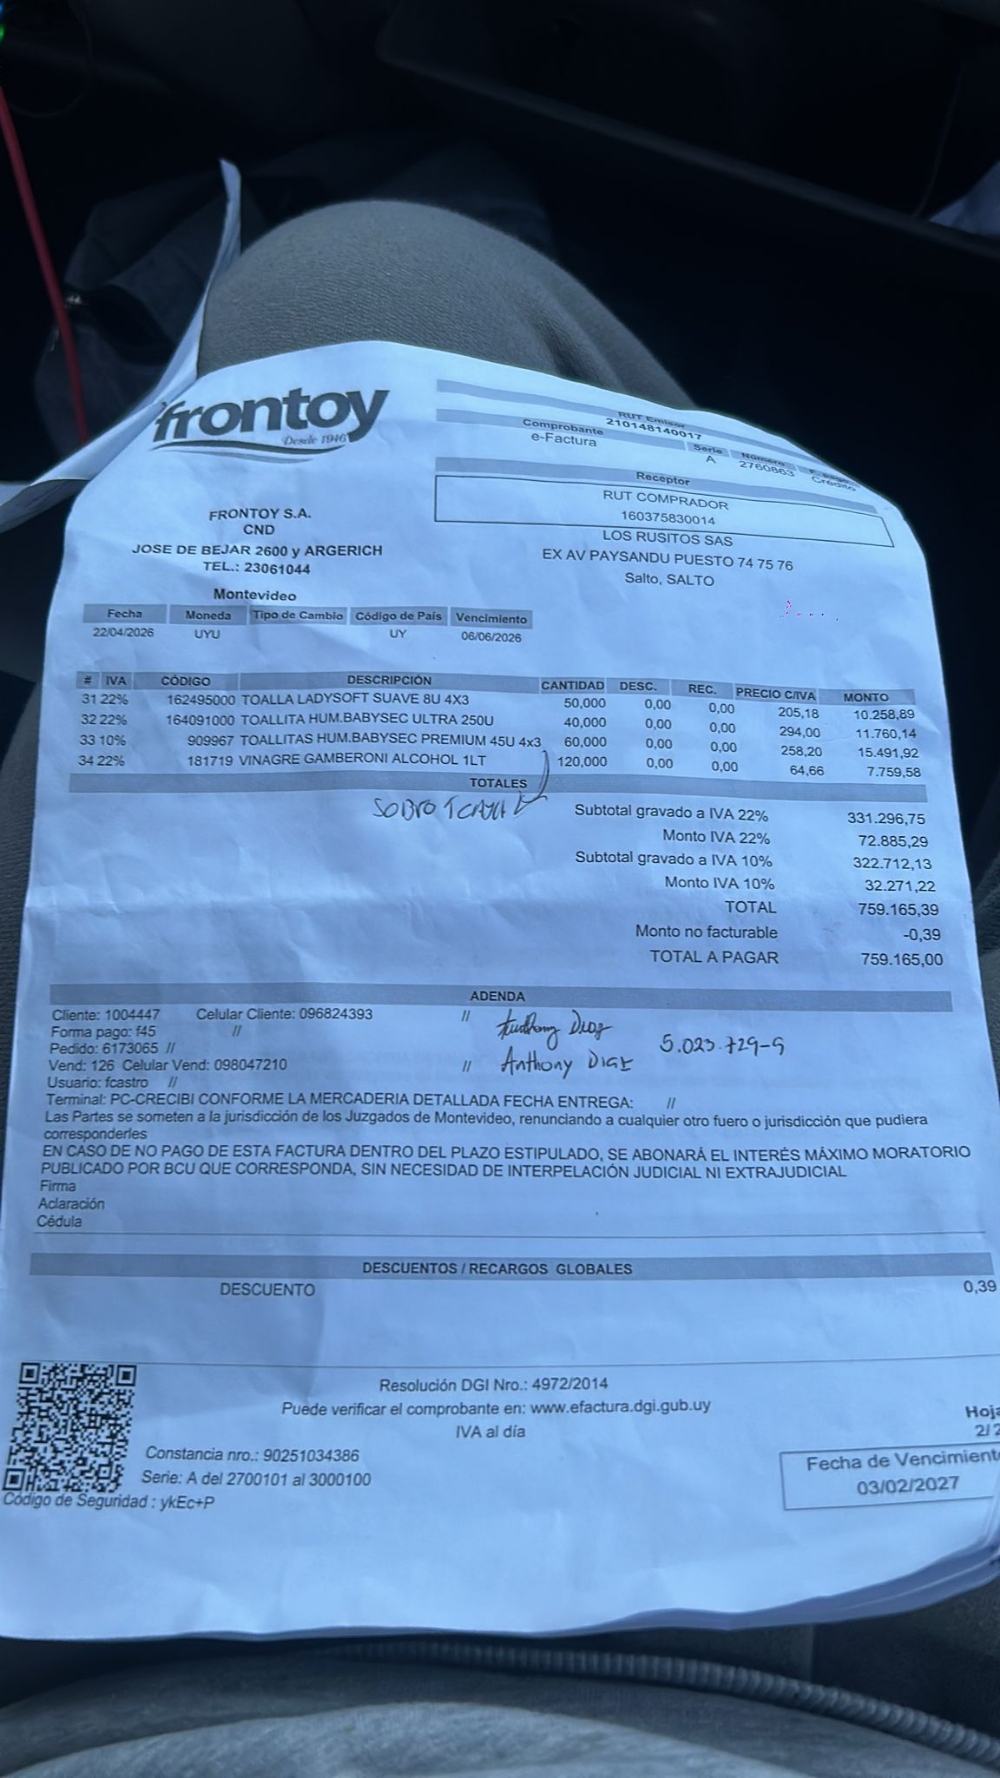 frontoy
Desde 1946
RUT Emisor
210148140017
Comprobante Serie Número
e-Factura A 2760863 Crédito
Receptor
RUT COMPRADOR
160375830014
LOS RUSITOS SAS
EX AV PAYSANDU PUESTO 74 75 76
Salto, SALTO
FRONTOY S.A.
CND
JOSE DE BEJAR 2600 y ARGERICH
TEL.: 23061044
Montevideo
Fecha Moneda Tipo de Cambio Código de País Vencimiento
22/04/2026 UYU UY 06/06/2026
# IVA CÓDIGO DESCRIPCIÓN CANTIDAD DESC. REC. PRECIO C/IVA MONTO
31 22% 162495000 TOALLA LADYSOFT SUAVE 8U 4X3 50,000 0,00 0,00 205,18 10.258,89
32 22% 164091000 TOALLITA HUM.BABYSEC ULTRA 250U 40,000 0,00 0,00 294,00 11.760,14
33 10% 909967 TOALLITAS HUM.BABYSEC PREMIUM 45U 4x3 60,000 0,00 0,00 258,20 15.491,92
34 22% 181719 VINAGRE GAMBERONI ALCOHOL 1LT 120,000 0,00 0,00 64,66 7.759,58
TOTALES
SOBRO 1 CAJA
Subtotal gravado a IVA 22% 331.296,75
Monto IVA 22% 72.885,29
Subtotal gravado a IVA 10% 322.712,13
Monto IVA 10% 32.271,22
TOTAL 759.165,39
Monto no facturable -0,39
TOTAL A PAGAR 759.165,00
ADENDA
Cliente: 1004447 Celular Cliente: 096824393 //
Forma pago: f45 //
Pedido: 6173065 //
Vend: 126 Celular Vend: 098047210 //
Usuario: fcastro //
Anthony Diaz
Anthony Diaz 5.023.729-9
Terminal: PC-CRECIBI CONFORME LA MERCADERIA DETALLADA FECHA ENTREGA: //
Las Partes se someten a la jurisdicción de los Juzgados de Montevideo, renunciando a cualquier otro fuero o jurisdicción que pudiera
corresponderles
EN CASO DE NO PAGO DE ESTA FACTURA DENTRO DEL PLAZO ESTIPULADO, SE ABONARÁ EL INTERÉS MÁXIMO MORATORIO
PUBLICADO POR BCU QUE CORRESPONDA, SIN NECESIDAD DE INTERPELACIÓN JUDICIAL NI EXTRAJUDICIAL
Firma
Aclaración
Cédula
DESCUENTOS / RECARGOS GLOBALES
DESCUENTO 0,39
Resolución DGI Nro.: 4972/2014
Puede verificar el comprobante en: www.efactura.dgi.gub.uy
IVA al día
Constancia nro.: 90251034386
Serie: A del 2700101 al 3000100
Código de Seguridad : ykEc+P
Hoja
2/2
Fecha de Vencimiento
03/02/2027